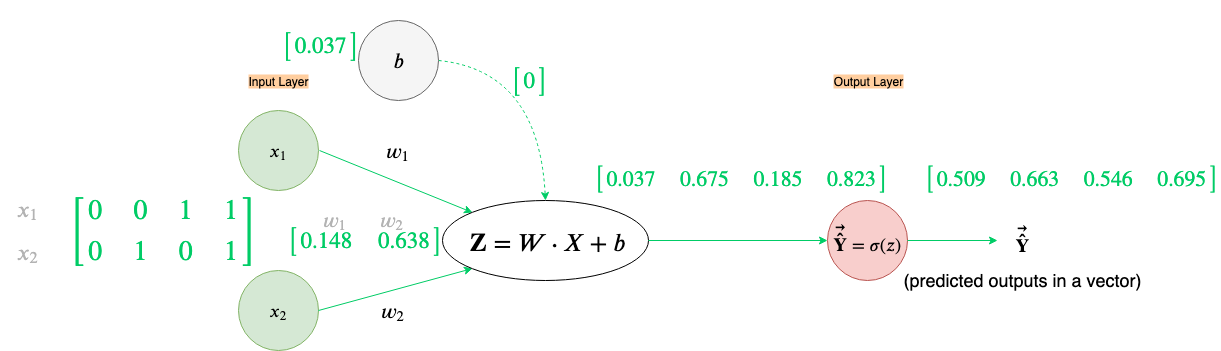 [0.037]
b
[0]
Input Layer
Output Layer
x₁
w₁
[0.037 0.675 0.185 0.823]
[0.509 0.663 0.546 0.695]
x₁
x₂
[0 0 1 1]
[0 1 0 1]
w₁ w₂
[0.148 0.638]
Z = W · X + b
Ŷ⃗ = σ(z)
Ŷ⃗
(predicted outputs in a vector)
x₂
w₂